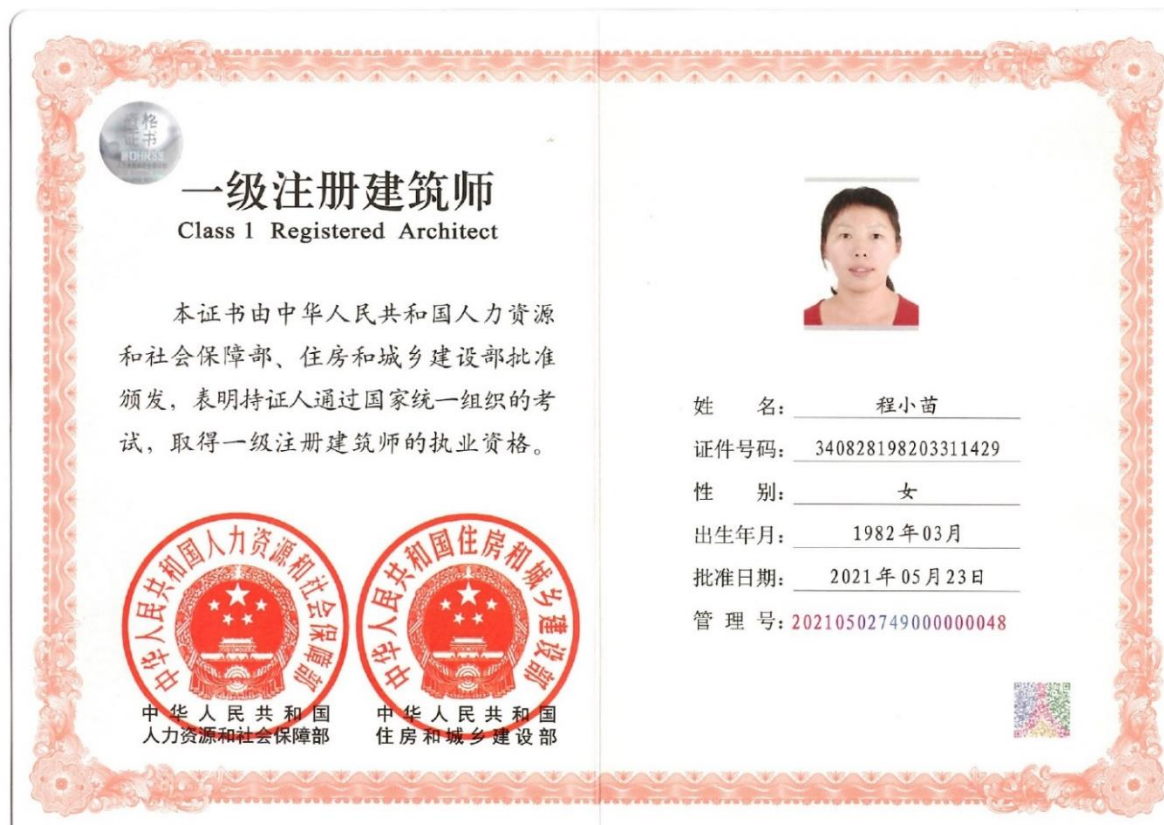 资格
证书
一级注册建筑师
Class 1 Registered Architect
本证书由中华人民共和国人力资源
和社会保障部、住房和城乡建设部批准
颁发，表明持证人通过国家统一组织的考
试，取得一级注册建筑师的执业资格。
中华人民共和国人力资源和社会保障部
中华人民共和国
人力资源和社会保障部
中华人民共和国住房和城乡建设部
中华人民共和国
住房和城乡建设部
姓 名： 程小苗
证件号码： 340828198203311429
性 别： 女
出生年月： 1982年03月
批准日期： 2021年05月23日
管 理 号： 20210502749000000048